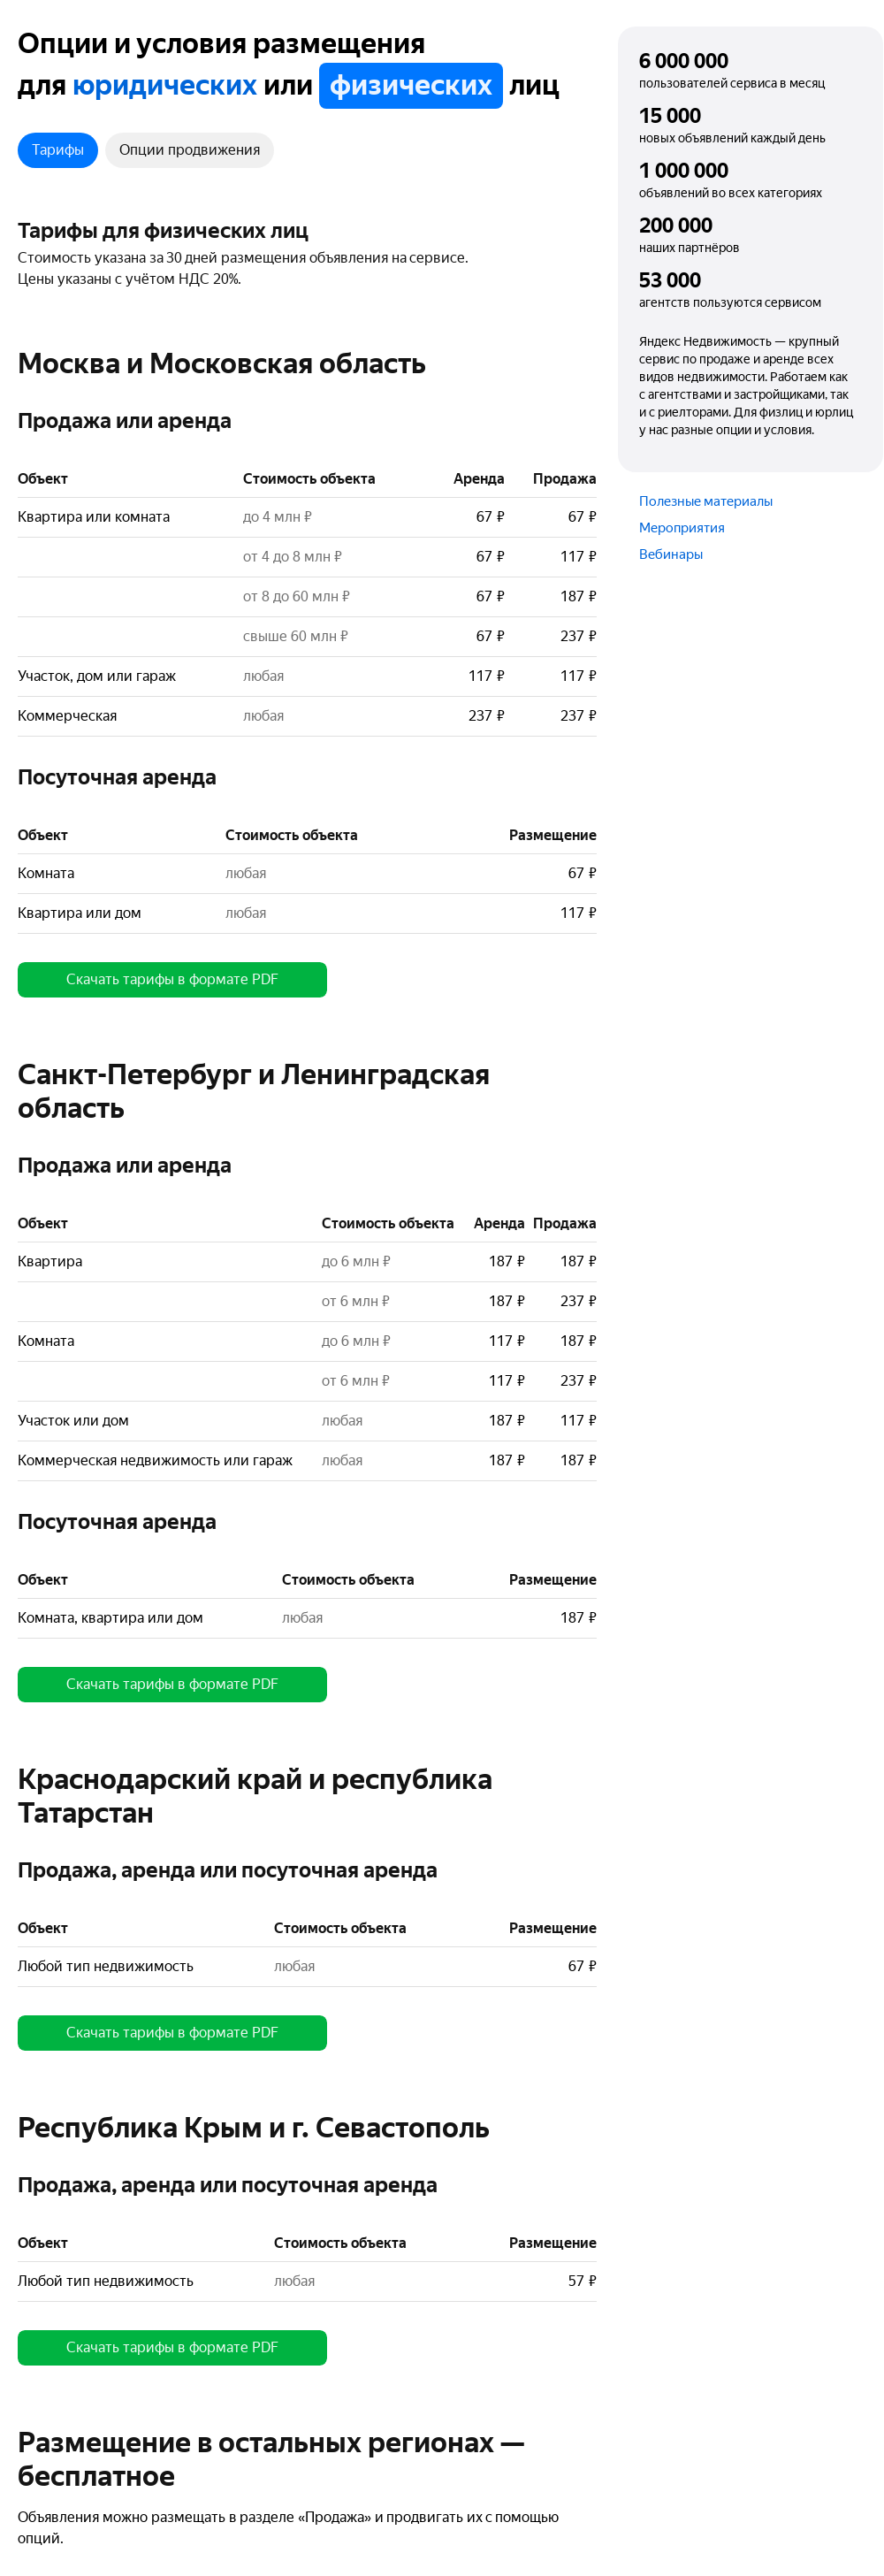 Опции и условия размещения
для юридических или физических лиц
Тарифы
Опции продвижения
Тарифы для физических лиц
Стоимость указана за 30 дней размещения объявления на сервисе.
Цены указаны с учётом НДС 20%.
Москва и Московская область
Продажа или аренда
Объект Стоимость объекта Аренда Продажа
Квартира или комната до 4 млн ₽ 67 ₽ 67 ₽
от 4 до 8 млн ₽ 67 ₽ 117 ₽
от 8 до 60 млн ₽ 67 ₽ 187 ₽
свыше 60 млн ₽ 67 ₽ 237 ₽
Участок, дом или гараж любая 117 ₽ 117 ₽
Коммерческая любая 237 ₽ 237 ₽
Посуточная аренда
Объект Стоимость объекта Размещение
Комната любая 67 ₽
Квартира или дом любая 117 ₽
Скачать тарифы в формате PDF
Санкт-Петербург и Ленинградская
область
Продажа или аренда
Объект Стоимость объекта Аренда Продажа
Квартира до 6 млн ₽ 187 ₽ 187 ₽
от 6 млн ₽ 187 ₽ 237 ₽
Комната до 6 млн ₽ 117 ₽ 187 ₽
от 6 млн ₽ 117 ₽ 237 ₽
Участок или дом любая 187 ₽ 117 ₽
Коммерческая недвижимость или гараж любая 187 ₽ 187 ₽
Посуточная аренда
Объект Стоимость объекта Размещение
Комната, квартира или дом любая 187 ₽
Скачать тарифы в формате PDF
Краснодарский край и республика
Татарстан
Продажа, аренда или посуточная аренда
Объект Стоимость объекта Размещение
Любой тип недвижимость любая 67 ₽
Скачать тарифы в формате PDF
Республика Крым и г. Севастополь
Продажа, аренда или посуточная аренда
Объект Стоимость объекта Размещение
Любой тип недвижимость любая 57 ₽
Скачать тарифы в формате PDF
Размещение в остальных регионах —
бесплатное
Объявления можно размещать в разделе «Продажа» и продвигать их с помощью
опций.
6 000 000
пользователей сервиса в месяц
15 000
новых объявлений каждый день
1 000 000
объявлений во всех категориях
200 000
наших партнёров
53 000
агентств пользуются сервисом
Яндекс Недвижимость — крупный
сервис по продаже и аренде всех
видов недвижимости. Работаем как
с агентствами и застройщиками, так
и с риелторами. Для физлиц и юрлиц
у нас разные опции и условия.
Полезные материалы
Мероприятия
Вебинары